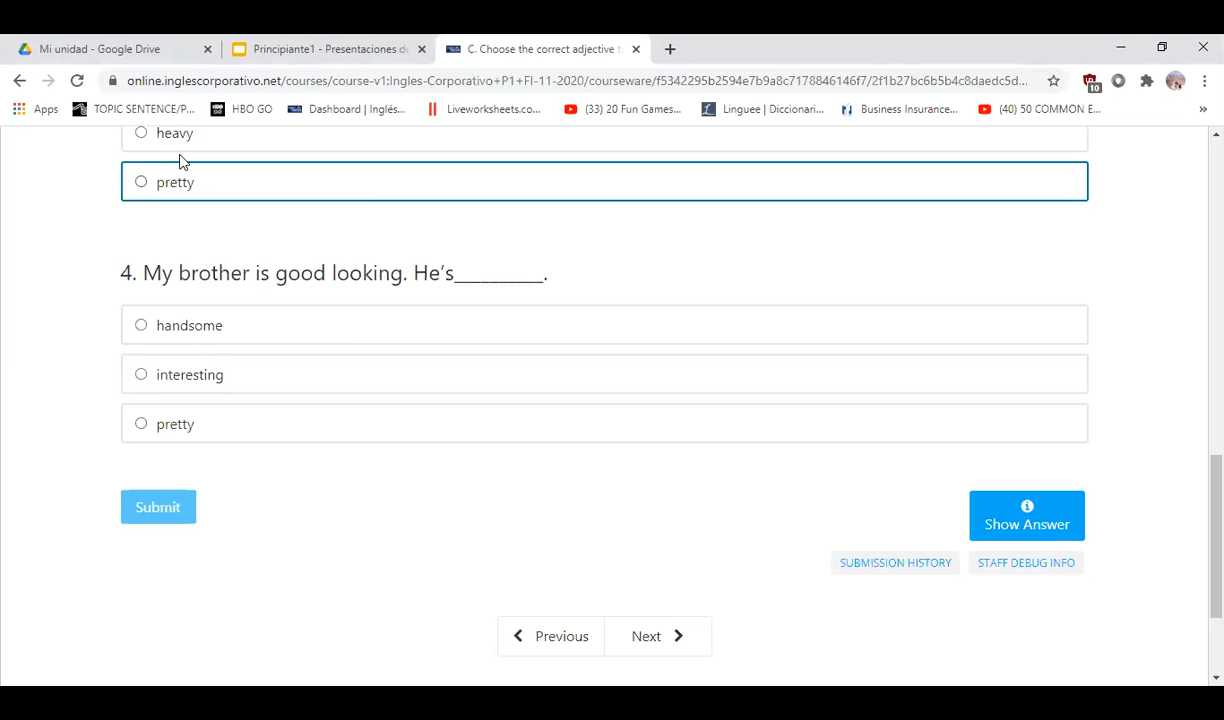 Mi unidad - Google Drive
Principiante1 - Presentaciones de
C. Choose the correct adjective t
online.inglescorporativo.net/courses/course-v1:Ingles-Corporativo+P1+FI-11-2020/courseware/f5342295b2594e7b9a8c7178846146f7/2f1b27bc6b5b4c8daedc5d...
10
Apps
TOPIC SENTENCE/P...
HBO GO
Dashboard | Inglés...
Liveworksheets.co...
(33) 20 Fun Games...
Linguee | Diccionari...
Business Insurance...
(40) 50 COMMON E...
»
heavy
pretty
4. My brother is good looking. He’s__________.
handsome
interesting
pretty
Submit
Show Answer
SUBMISSION HISTORY
STAFF DEBUG INFO
Previous
Next